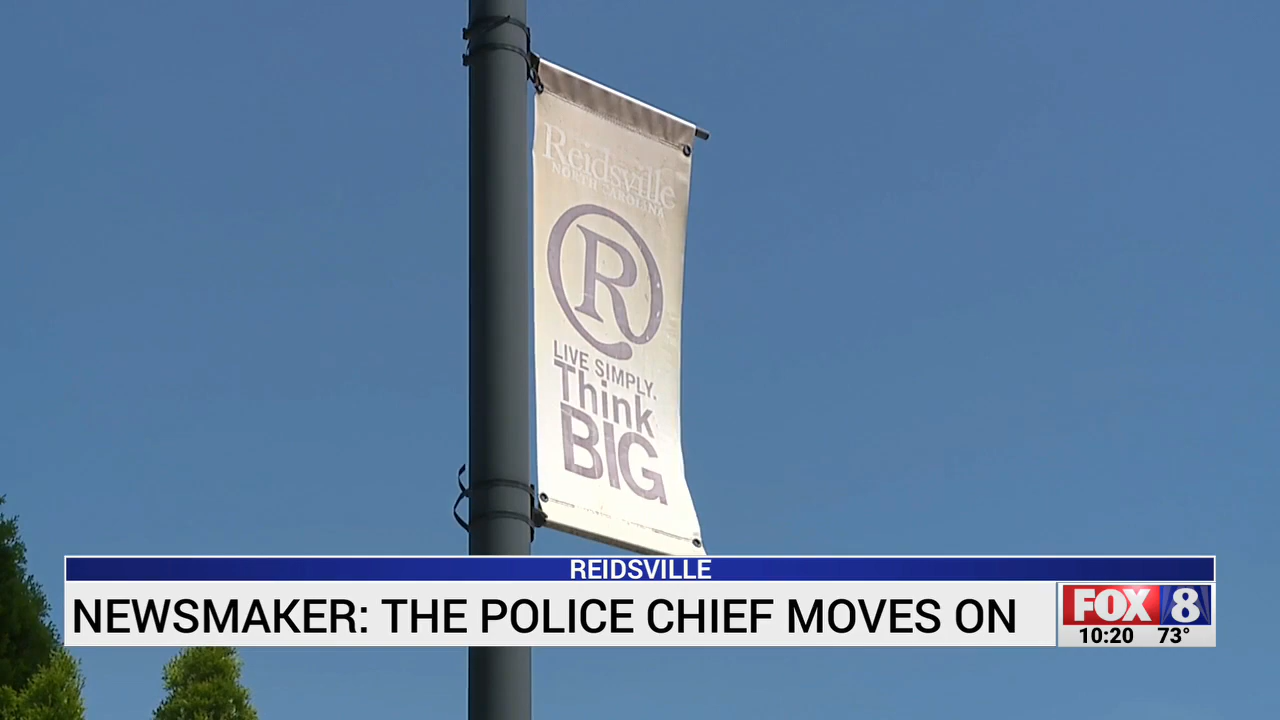 Reidsville
NORTH CAROLINA
R
LIVE SIMPLY.
Think
BIG
REIDSVILLE
NEWSMAKER: THE POLICE CHIEF MOVES ON
FOX 8
10:20 73°